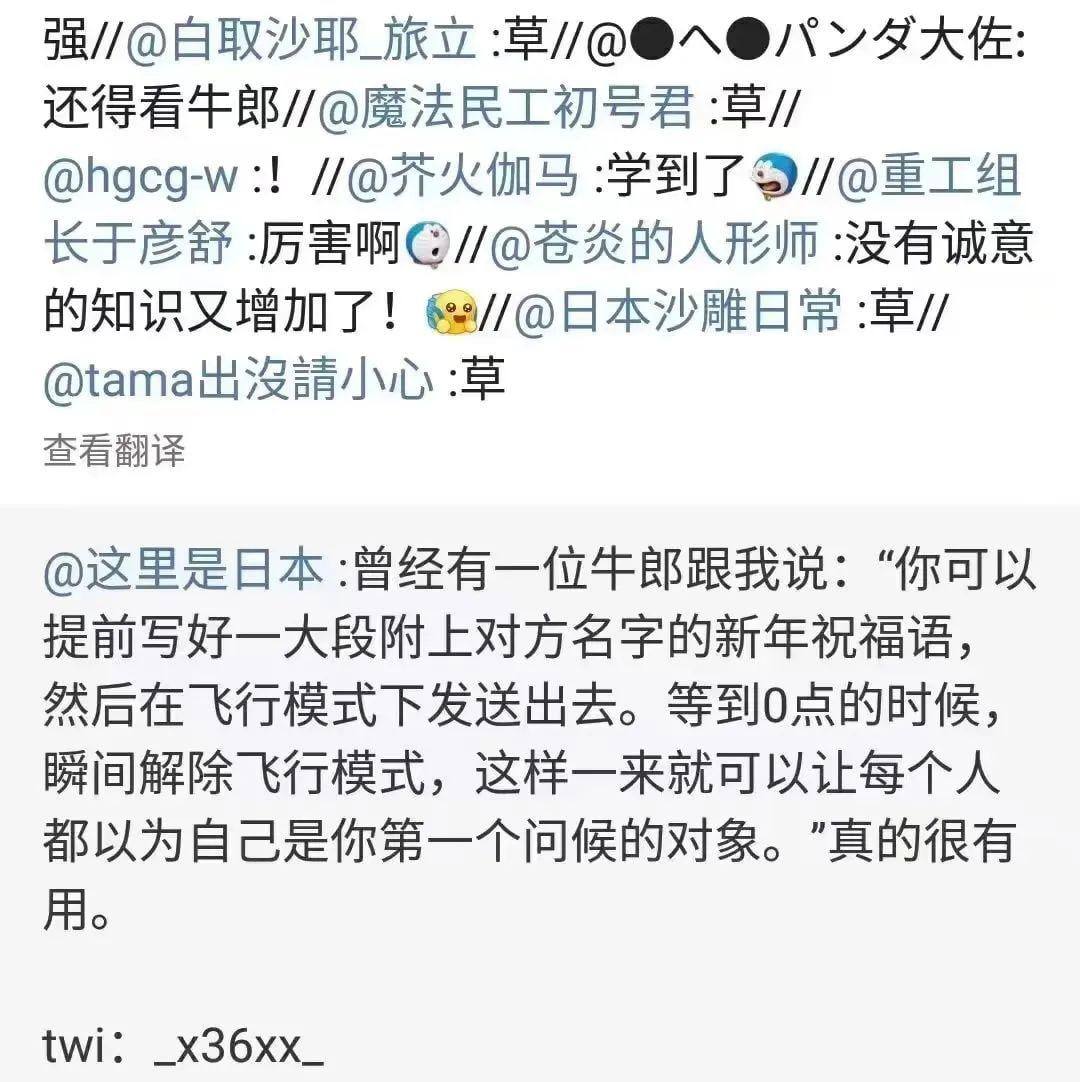 强//@白取沙耶_旅立 :草//@●へ●パンダ大佐:
还得看牛郎//@魔法民工初号君 :草//
@hgcg-w :！//@芥火伽马 :学到了//@重工组
长于彦舒 :厉害啊//@苍炎的人形师 :没有诚意
的知识又增加了！//@日本沙雕日常 :草//
@tama出沒請小心 :草
查看翻译
@这里是日本 :曾经有一位牛郎跟我说：“你可以
提前写好一大段附上对方名字的新年祝福语，
然后在飞行模式下发送出去。等到0点的时候，
瞬间解除飞行模式，这样一来就可以让每个人
都以为自己是你第一个问候的对象。”真的很有
用。
twi：_x36xx_